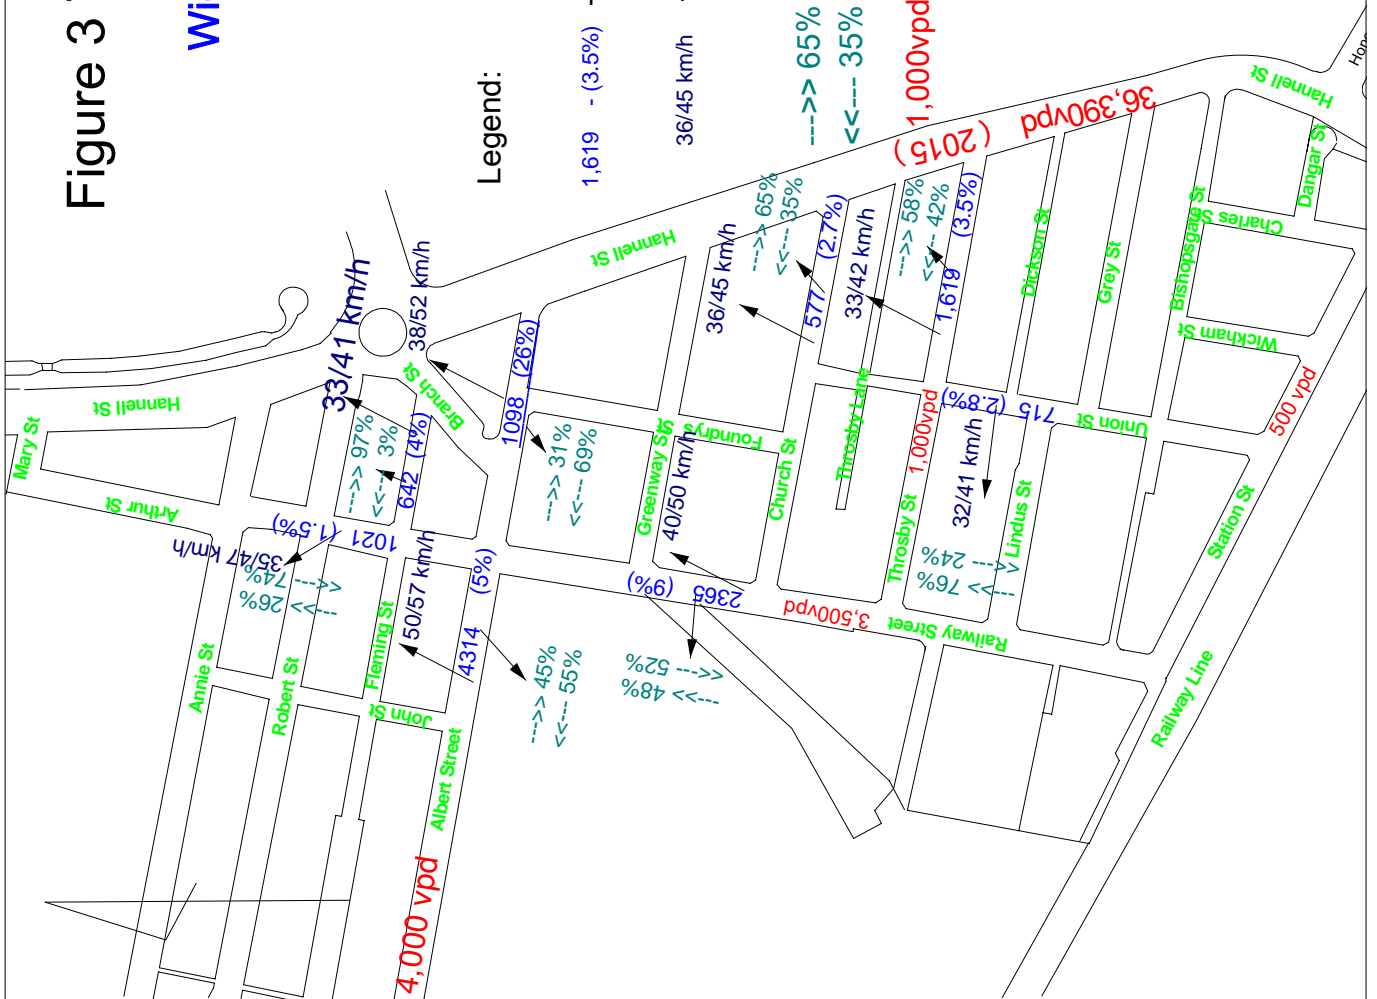 Figure 3
Wi
Legend:
1,619 - (3.5%)
36/45 km/h
---->> 65%
<<---- 35%
1,000vpd
36,390vpd (2015)
Hannell St
Hannell St
Hannell St
Dangar St
Charles St
Bishopsgate St
Wickham St
Grey St
Dickson St
Union St
Station St
500 vpd
Railway Line
Lindus St
Throsby St
Throsby Lane
Church St
Foundry St
Greenway St
Railway Street
Branch St
Mary St
Arthur St
Annie St
Robert St
Fleming St
John St
Albert Street
4,000 vpd
3,500vpd
1,000vpd
33/41 km/h
38/52 km/h
1098 (26%)
---->> 31%
<<---- 69%
---->> 97%
<<---- 3%
642 (4%)
1021 (1.5%)
35/47 km/h
<<---- 74%
---->> 26%
50/57 km/h
4314 (5%)
---->> 45%
<<---- 55%
40/50 km/h
2365 (9%)
<<---- 52%
---->> 48%
36/45 km/h
---->> 65%
<<---- 35%
577 (2.7%)
33/42 km/h
---->> 58%
<<---- 42%
1,619 (3.5%)
715 (2.8%)
32/41 km/h
<<---- 24%
---->> 76%